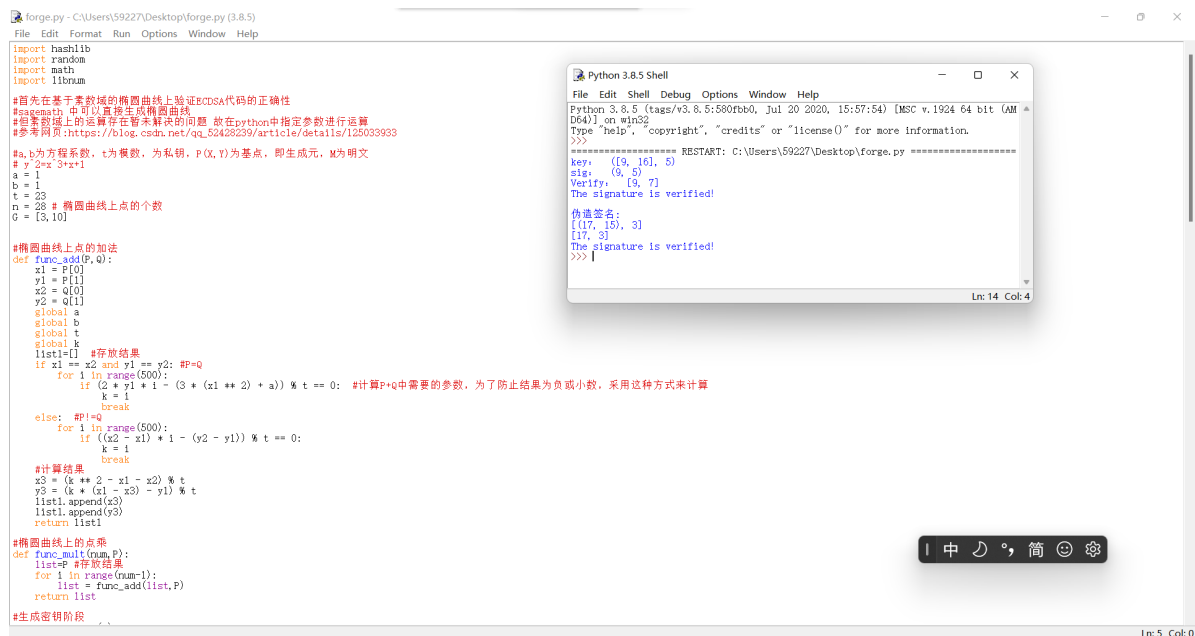 forge.py - C:\Users\59227\Desktop\forge.py (3.8.5)
File Edit Format Run Options Window Help
import hashlib
import random
import math
import libnum
#首先在基于素数域的椭圆曲线上验证ECDSA代码的正确性
#sagemath 中可以直接生成椭圆曲线
#但素数域上的运算存在暂未解决的问题 故在python中指定参数进行运算
#参考网页:https://blog.csdn.net/qq_52428239/article/details/125033933
#a,b为方程系数，t为模数，为私钥，P(X,Y)为基点，即生成元，M为明文
# y^2=x^3+x+1
a = 1
b = 1
t = 23
n = 28 # 椭圆曲线上点的个数
G = [3,10]
#椭圆曲线上点的加法
def func_add(P,Q):
    x1 = P[0]
    y1 = P[1]
    x2 = Q[0]
    y2 = Q[1]
    global a
    global b
    global t
    global k
    list1=[]  #存放结果
    if x1 == x2 and y1 == y2: #P=Q
        for i in range(500):
            if (2 * y1 * i - (3 * (x1 ** 2) + a)) % t == 0:  #计算P+Q中需要的参数，为了防止结果为负或小数，采用这种方式来计算
                k = i
                break
    else:  #P!=Q
        for i in range(500):
            if ((x2 - x1) * i - (y2 - y1)) % t == 0:
                k = i
                break
    #计算结果
    x3 = (k ** 2 - x1 - x2) % t
    y3 = (k * (x1 - x3) - y1) % t
    list1.append(x3)
    list1.append(y3)
    return list1
#椭圆曲线上的点乘
def func_mult(num,P):
    list=P #存放结果
    for i in range(num-1):
        list = func_add(list,P)
    return list
#生成密钥阶段
Ln: 5 Col: 0
Python 3.8.5 Shell
File Edit Shell Debug Options Window Help
Python 3.8.5 (tags/v3.8.5:580fbb0, Jul 20 2020, 15:57:54) [MSC v.1924 64 bit (AM
D64)] on win32
Type "help", "copyright", "credits" or "license()" for more information.
>>>
=================== RESTART: C:\Users\59227\Desktop\forge.py ===================
key:   ([9, 16], 5)
sig:   (9, 5)
Verify:   [9, 7]
The signature is verified!
伪造签名:
[(17, 15), 3]
[17, 3]
The signature is verified!
>>>
Ln: 14 Col: 4
中 简